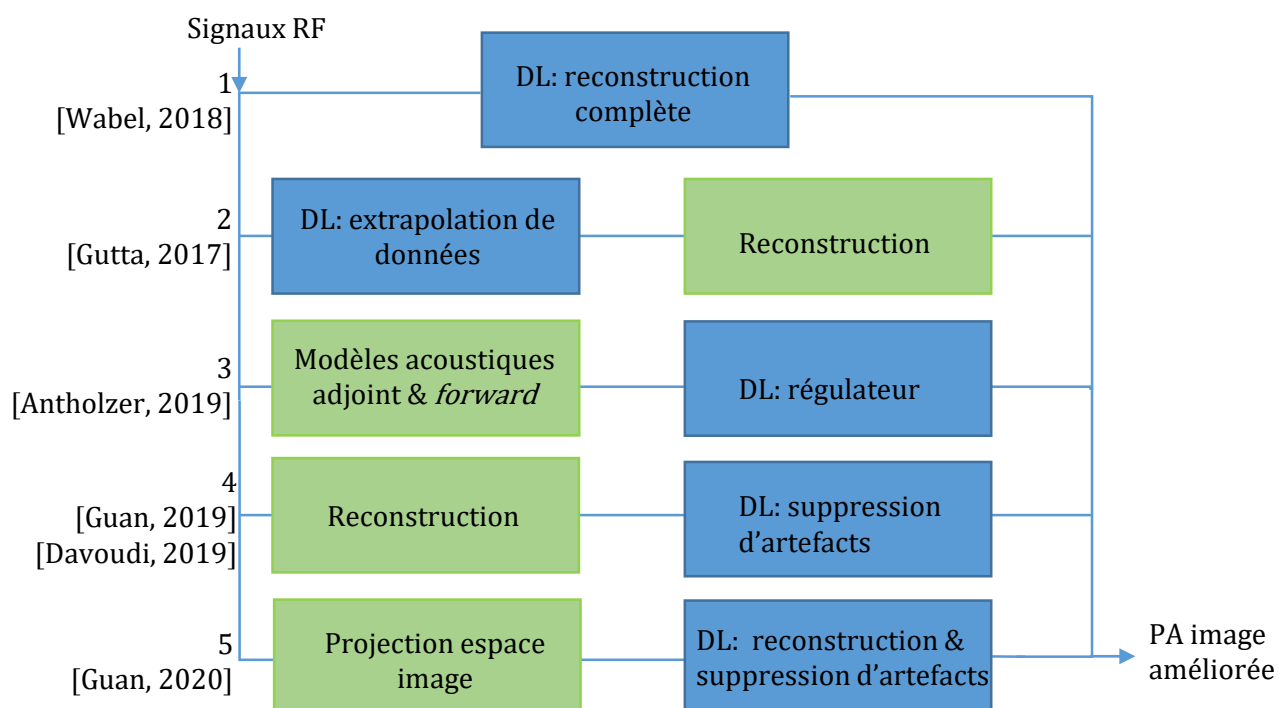 Signaux RF
1
[Wabel, 2018]
DL: reconstruction
complète
2
[Gutta, 2017]
DL: extrapolation de
données
Reconstruction
3
[Antholzer, 2019]
Modèles acoustiques
adjoint & forward
DL: régulateur
4
[Guan, 2019]
[Davoudi, 2019]
Reconstruction
DL: suppression
d'artefacts
5
[Guan, 2020]
Projection espace
image
DL: reconstruction &
suppression d'artefacts
PA image
améliorée